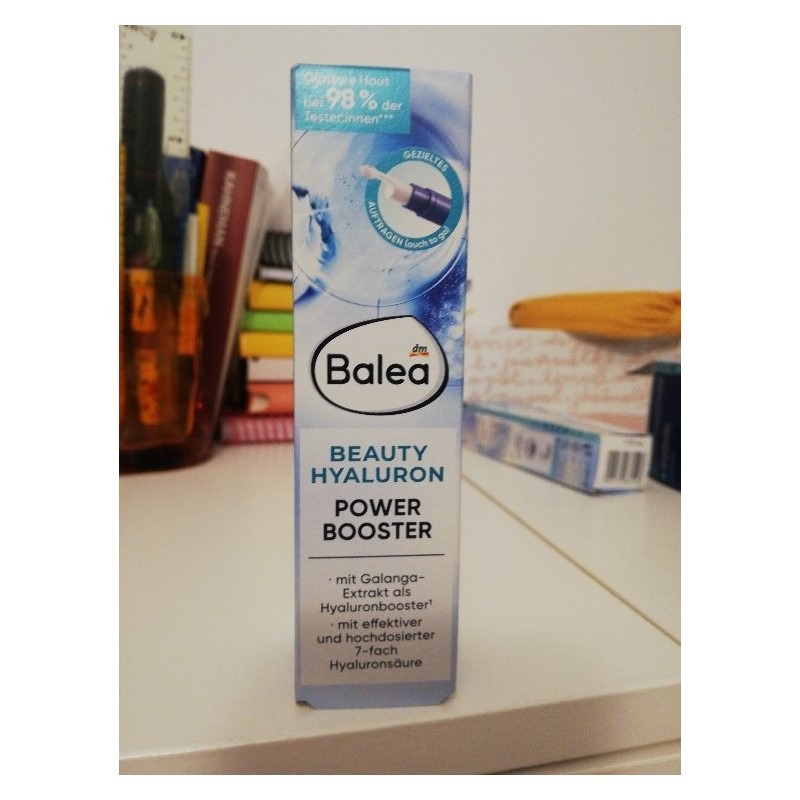 Glattere Haut
bei 98 % der
Tester:innen***
GEZIELTES
AUFTRAGEN (auch to go)
dm
Balea
BEAUTY
HYALURON
POWER
BOOSTER
· mit Galanga-
Extrakt als
Hyaluronbooster¹
· mit effektiver
und hochdosierter
7-fach
Hyaluronsäure
KAHNEMAN